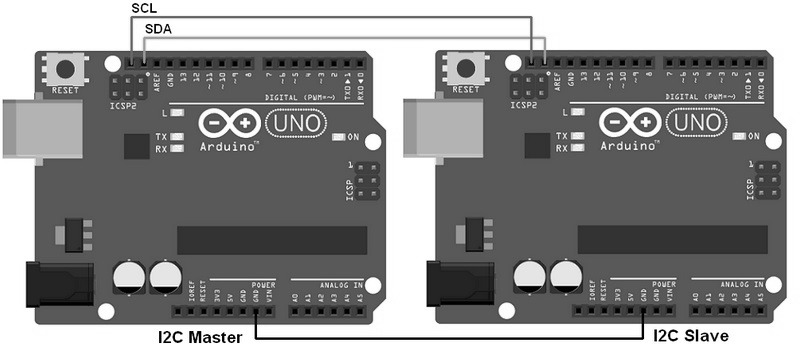 SCL
SDA
RESET
ICSP2
AREF
GND
13
12
~11
~10
~9
8
7
~6
~5
4
~3
2
TX0▶1
RX0◀0
DIGITAL (PWM=~)
L
TX
RX
UNO
Arduino™
ON
1
ICSP
IOREF
RESET
3V3
5V
GND
GND
VIN
POWER
ANALOG IN
A0
A1
A2
A3
A4
A5
I2C Master
RESET
ICSP2
AREF
GND
13
12
~11
~10
~9
8
7
~6
~5
4
~3
2
TX0▶1
RX0◀0
DIGITAL (PWM=~)
L
TX
RX
UNO
Arduino™
ON
1
ICSP
IOREF
RESET
3V3
5V
GND
GND
VIN
POWER
ANALOG IN
A0
A1
A2
A3
A4
A5
I2C Slave